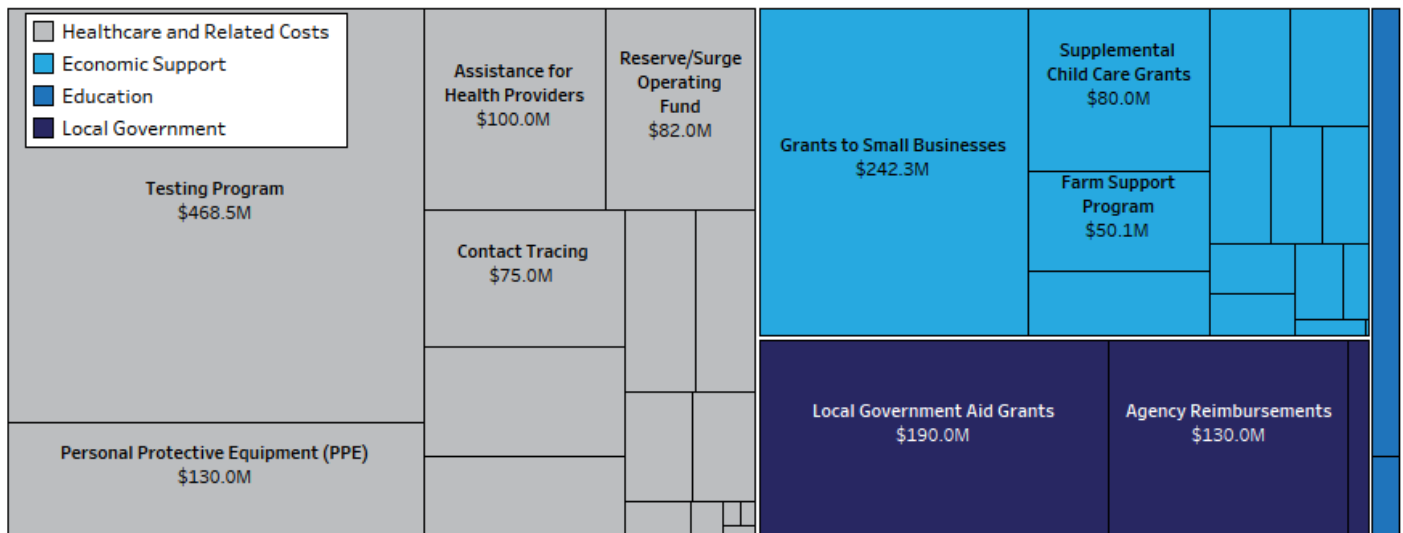 Healthcare and Related Costs
Economic Support
Education
Local Government
Testing Program
$468.5M
Personal Protective Equipment (PPE)
$130.0M
Assistance for
Health Providers
$100.0M
Reserve/Surge
Operating
Fund
$82.0M
Contact Tracing
$75.0M
Grants to Small Businesses
$242.3M
Supplemental
Child Care Grants
$80.0M
Farm Support
Program
$50.1M
Local Government Aid Grants
$190.0M
Agency Reimbursements
$130.0M